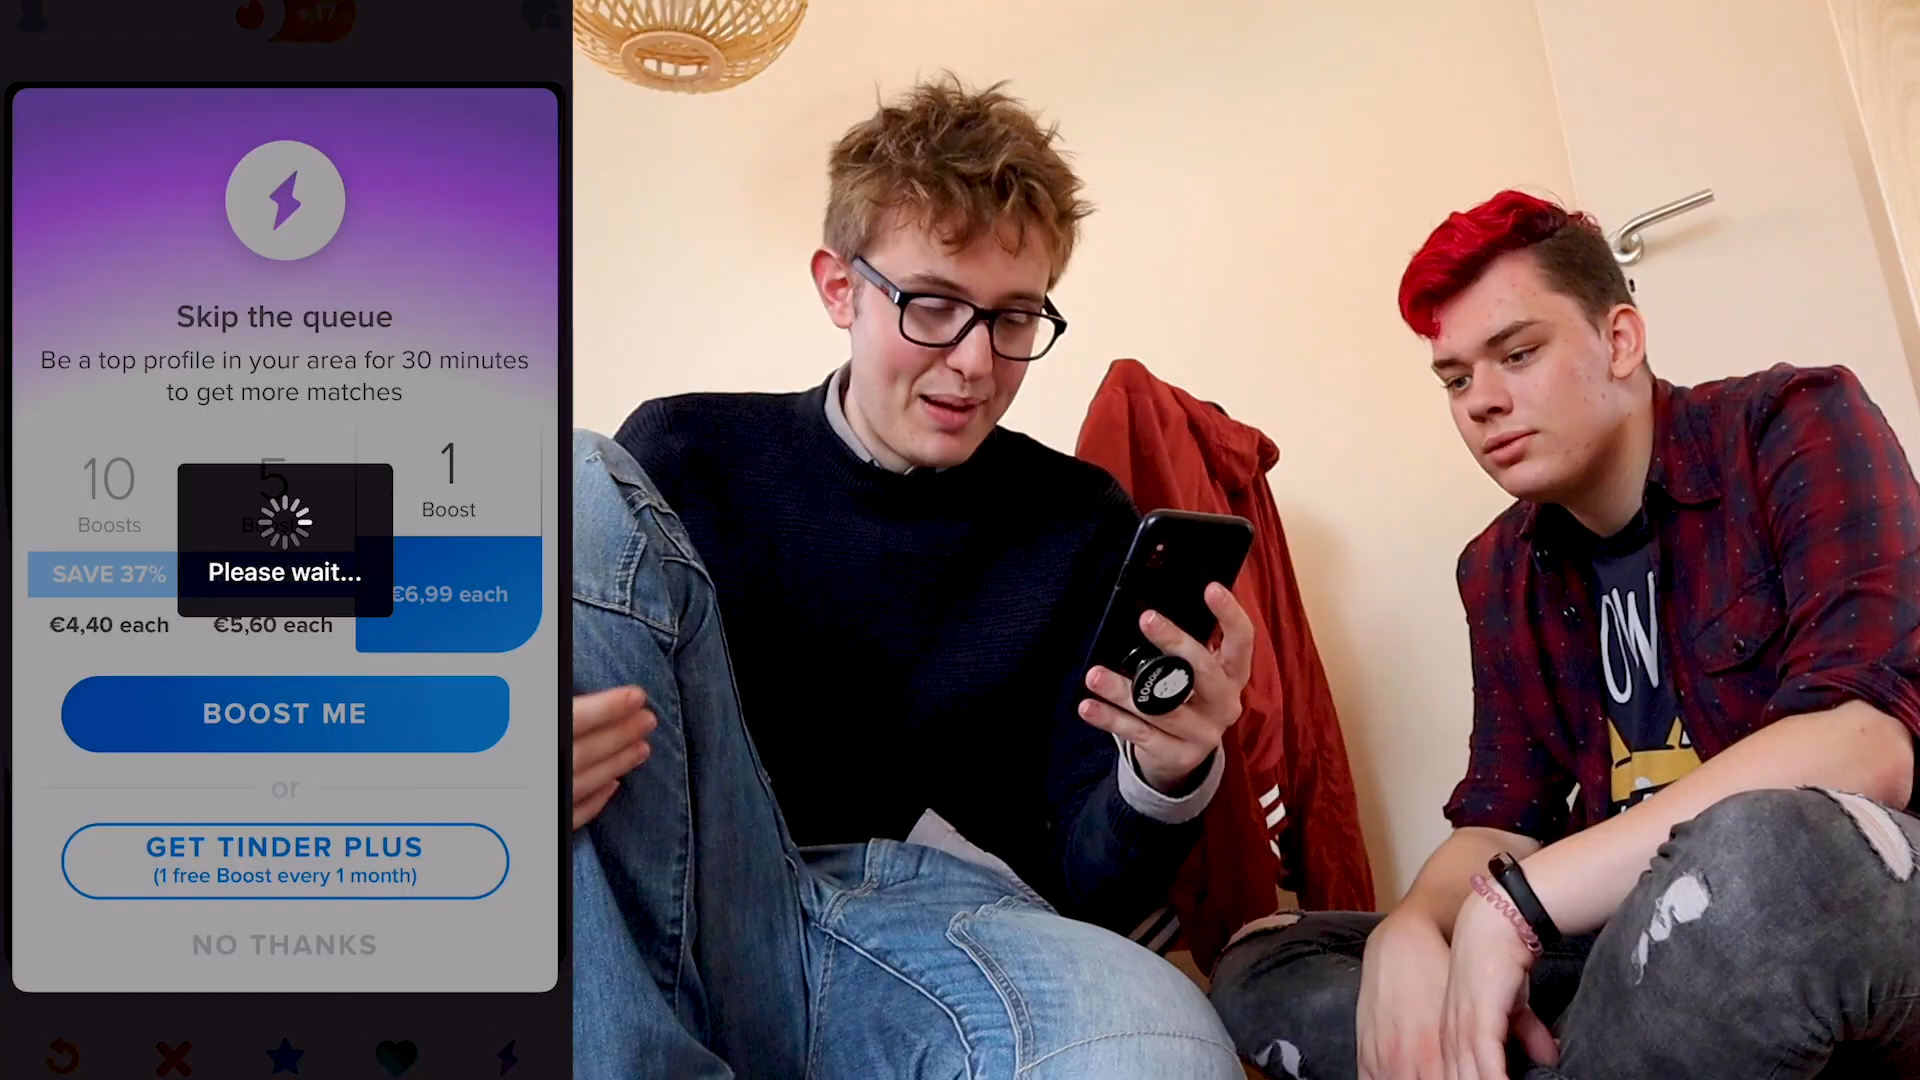 Skip the queue
Be a top profile in your area for 30 minutes
to get more matches
10
Boosts
SAVE 37%
€4,40 each
5
€5,60 each
1
Boost
€6,99 each
Please wait...
BOOST ME
or
GET TINDER PLUS
(1 free Boost every 1 month)
NO THANKS
OW